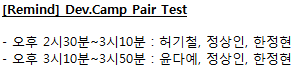 [Remind] Dev.Camp Pair Test
- 오후 2시30분~3시10분 : 허기철, 정상인, 한정현
- 오후 3시10분~3시50분 : 윤다예, 정상인, 한정현